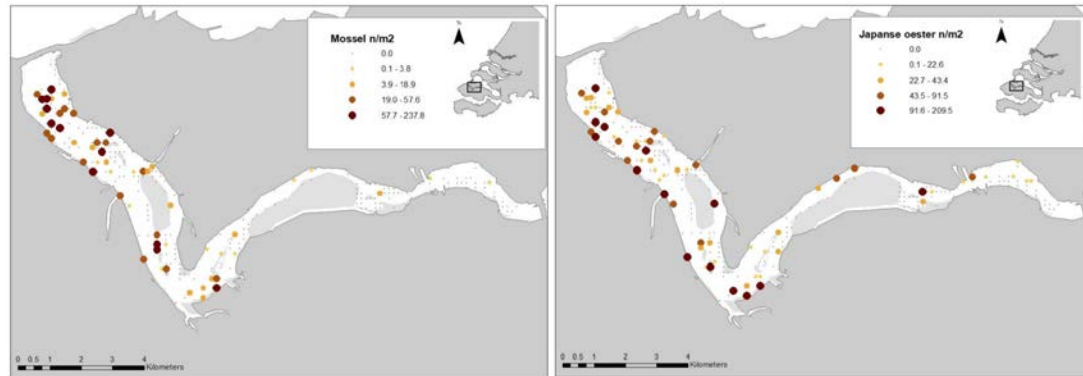 Mossel n/m2
0.0
0.1 - 3.8
3.9 - 18.9
19.0 - 57.6
57.7 - 237.8
N
0 0.5 1 2 3 4
Kilometers
Japanse oester n/m2
0.0
0.1 - 22.6
22.7 - 43.4
43.5 - 91.5
91.6 - 209.5
N
0 0.5 1 2 3 4
Kilometers